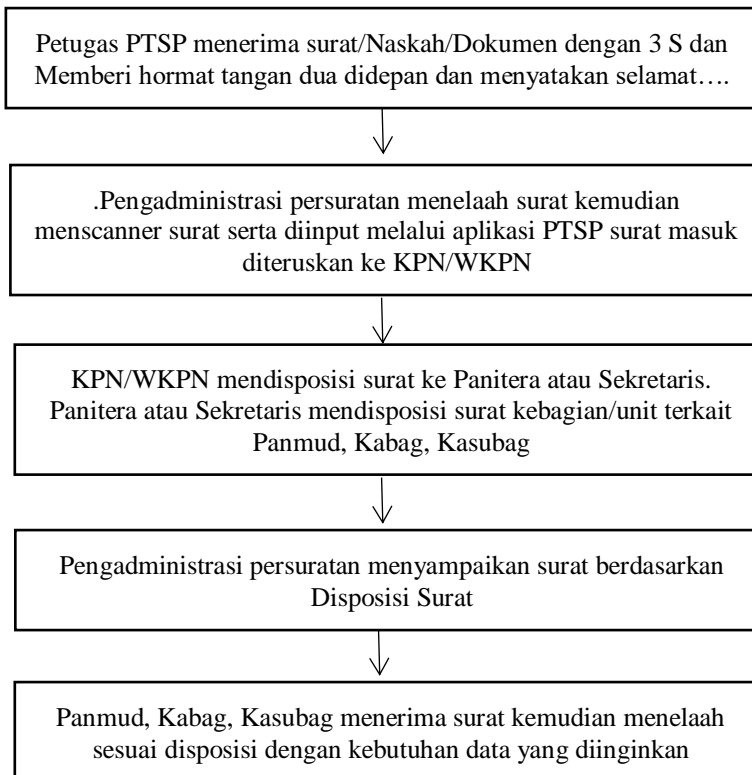 Petugas PTSP menerima surat/Naskah/Dokumen dengan 3 S dan
Memberi hormat tangan dua didepan dan menyatakan selamat….
.Pengadministrasi persuratan menelaah surat kemudian
menscanner surat serta diinput melalui aplikasi PTSP surat masuk
diteruskan ke KPN/WKPN
KPN/WKPN mendisposisi surat ke Panitera atau Sekretaris.
Panitera atau Sekretaris mendisposisi surat kebagian/unit terkait
Panmud, Kabag, Kasubag
Pengadministrasi persuratan menyampaikan surat berdasarkan
Disposisi Surat
Panmud, Kabag, Kasubag menerima surat kemudian menelaah
sesuai disposisi dengan kebutuhan data yang diinginkan